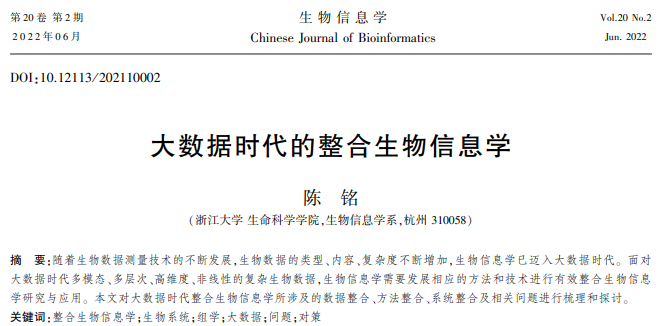 第20卷 第2期 生物信息学 Vol.20 No.2
2022年06月 Chinese Journal of Bioinformatics Jun. 2022
DOI:10.12113/202110002
大数据时代的整合生物信息学
陈 铭
(浙江大学 生命科学学院,生物信息学系,杭州 310058)
摘 要:随着生物数据测量技术的不断发展,生物数据的类型、内容、复杂度不断增加,生物信息学已迈入大数据时代。面对
大数据时代多模态、多层次、高维度、非线性的复杂生物数据,生物信息学需要发展相应的方法和技术进行有效整合生物信息
学研究与应用。本文对大数据时代整合生物信息学所涉及的数据整合、方法整合、系统整合及相关问题进行梳理和探讨。
关键词:整合生物信息学;生物系统;组学;大数据;问题;对策